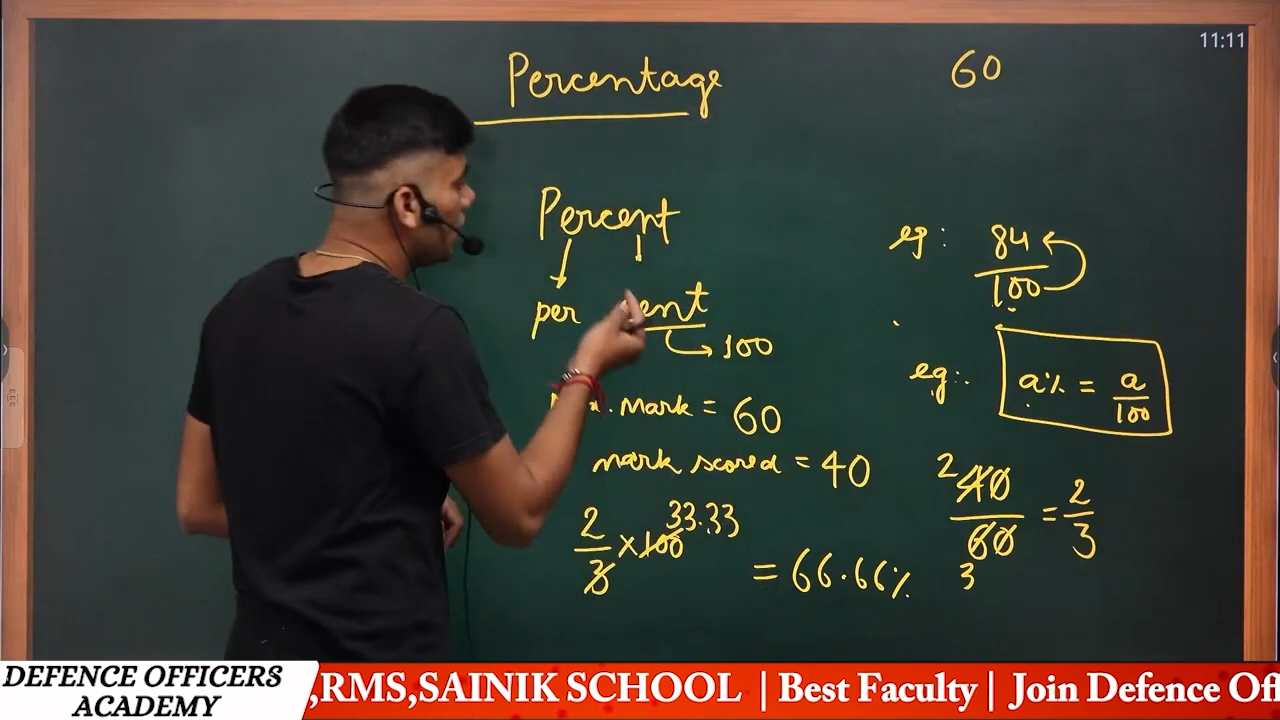 11:11
Percentage
60
Percent
per
100
mark = 60
mark scored = 40
2/3 × 100 33.33
= 66.66%
eg: 84/100
eg: a% = a/100
2 40/60 3 = 2/3
DEFENCE OFFICERS
ACADEMY
,RMS,SAINIK SCHOOL | Best Faculty | Join Defence